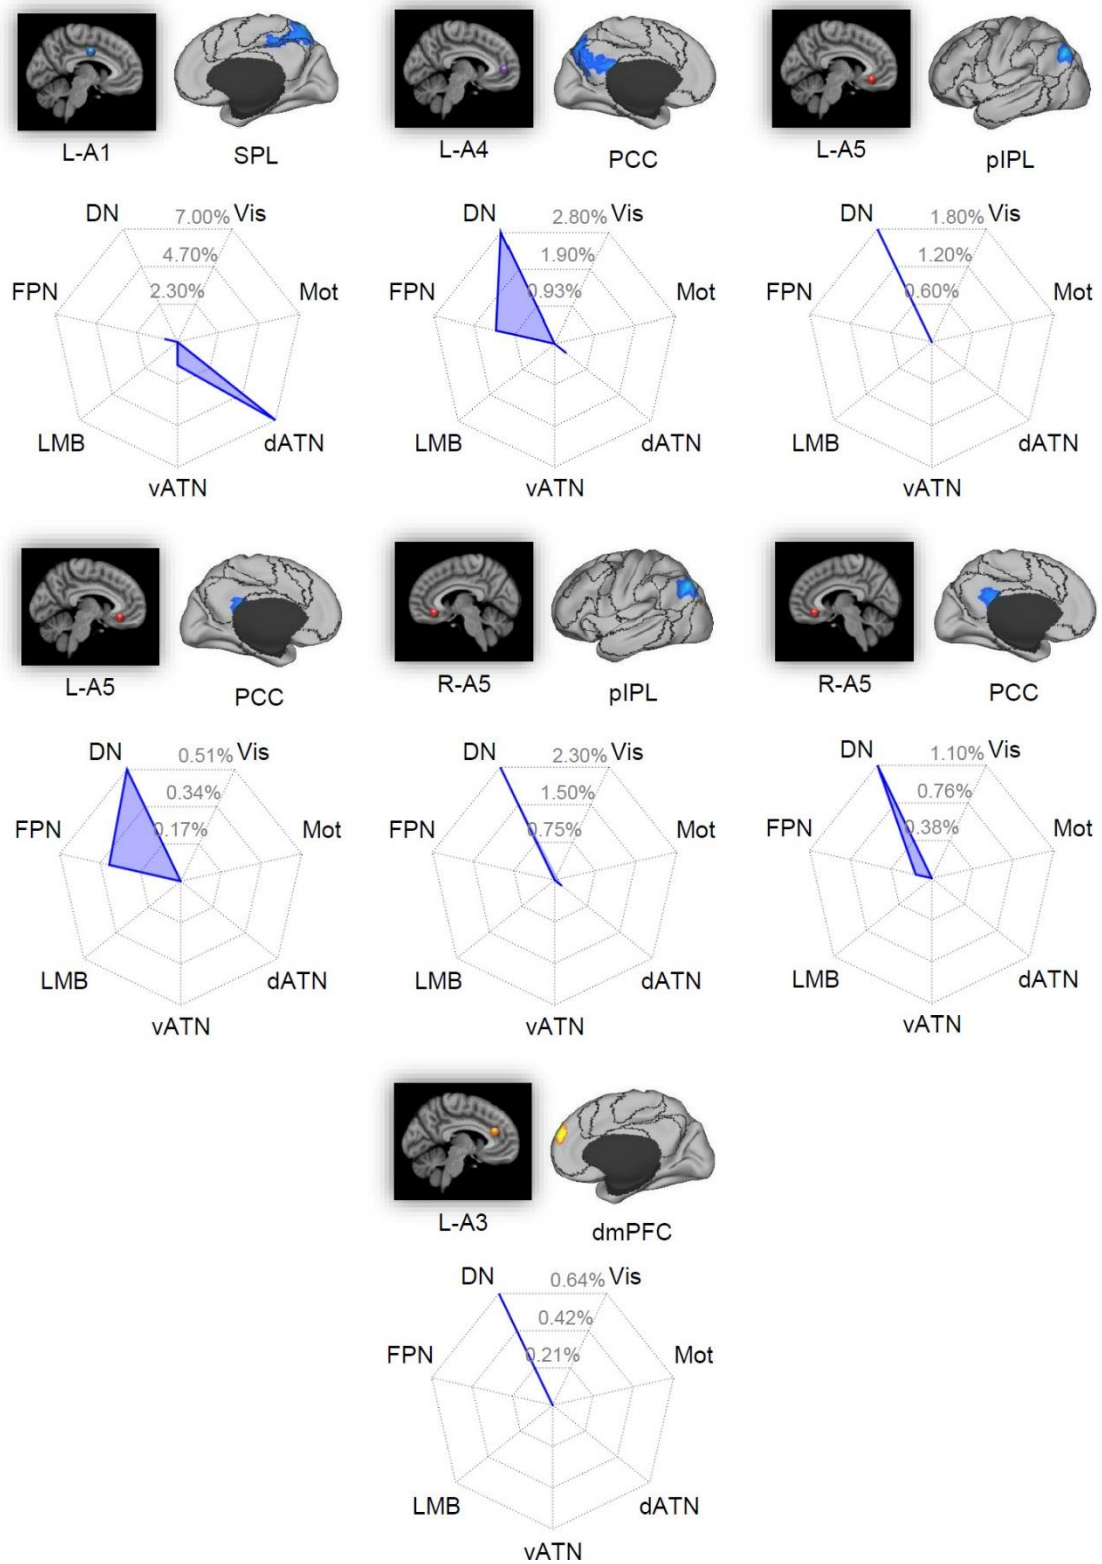 L-A1 SPL L-A4 PCC L-A5 pIPL
DN 7.00% Vis DN 2.80% Vis DN 1.80% Vis
4.70% 1.90% 1.20%
FPN 2.30% Mot FPN 0.93% Mot FPN 0.60% Mot
LMB dATN LMB dATN LMB dATN
vATN vATN vATN
L-A5 PCC R-A5 pIPL R-A5 PCC
DN 0.51% Vis DN 2.30% Vis DN 1.10% Vis
0.34% 1.50% 0.76%
FPN 0.17% Mot FPN 0.75% Mot FPN 0.38% Mot
LMB dATN LMB dATN LMB dATN
vATN vATN vATN
L-A3 dmPFC
DN 0.64% Vis
0.42%
FPN 0.21% Mot
LMB dATN
vATN